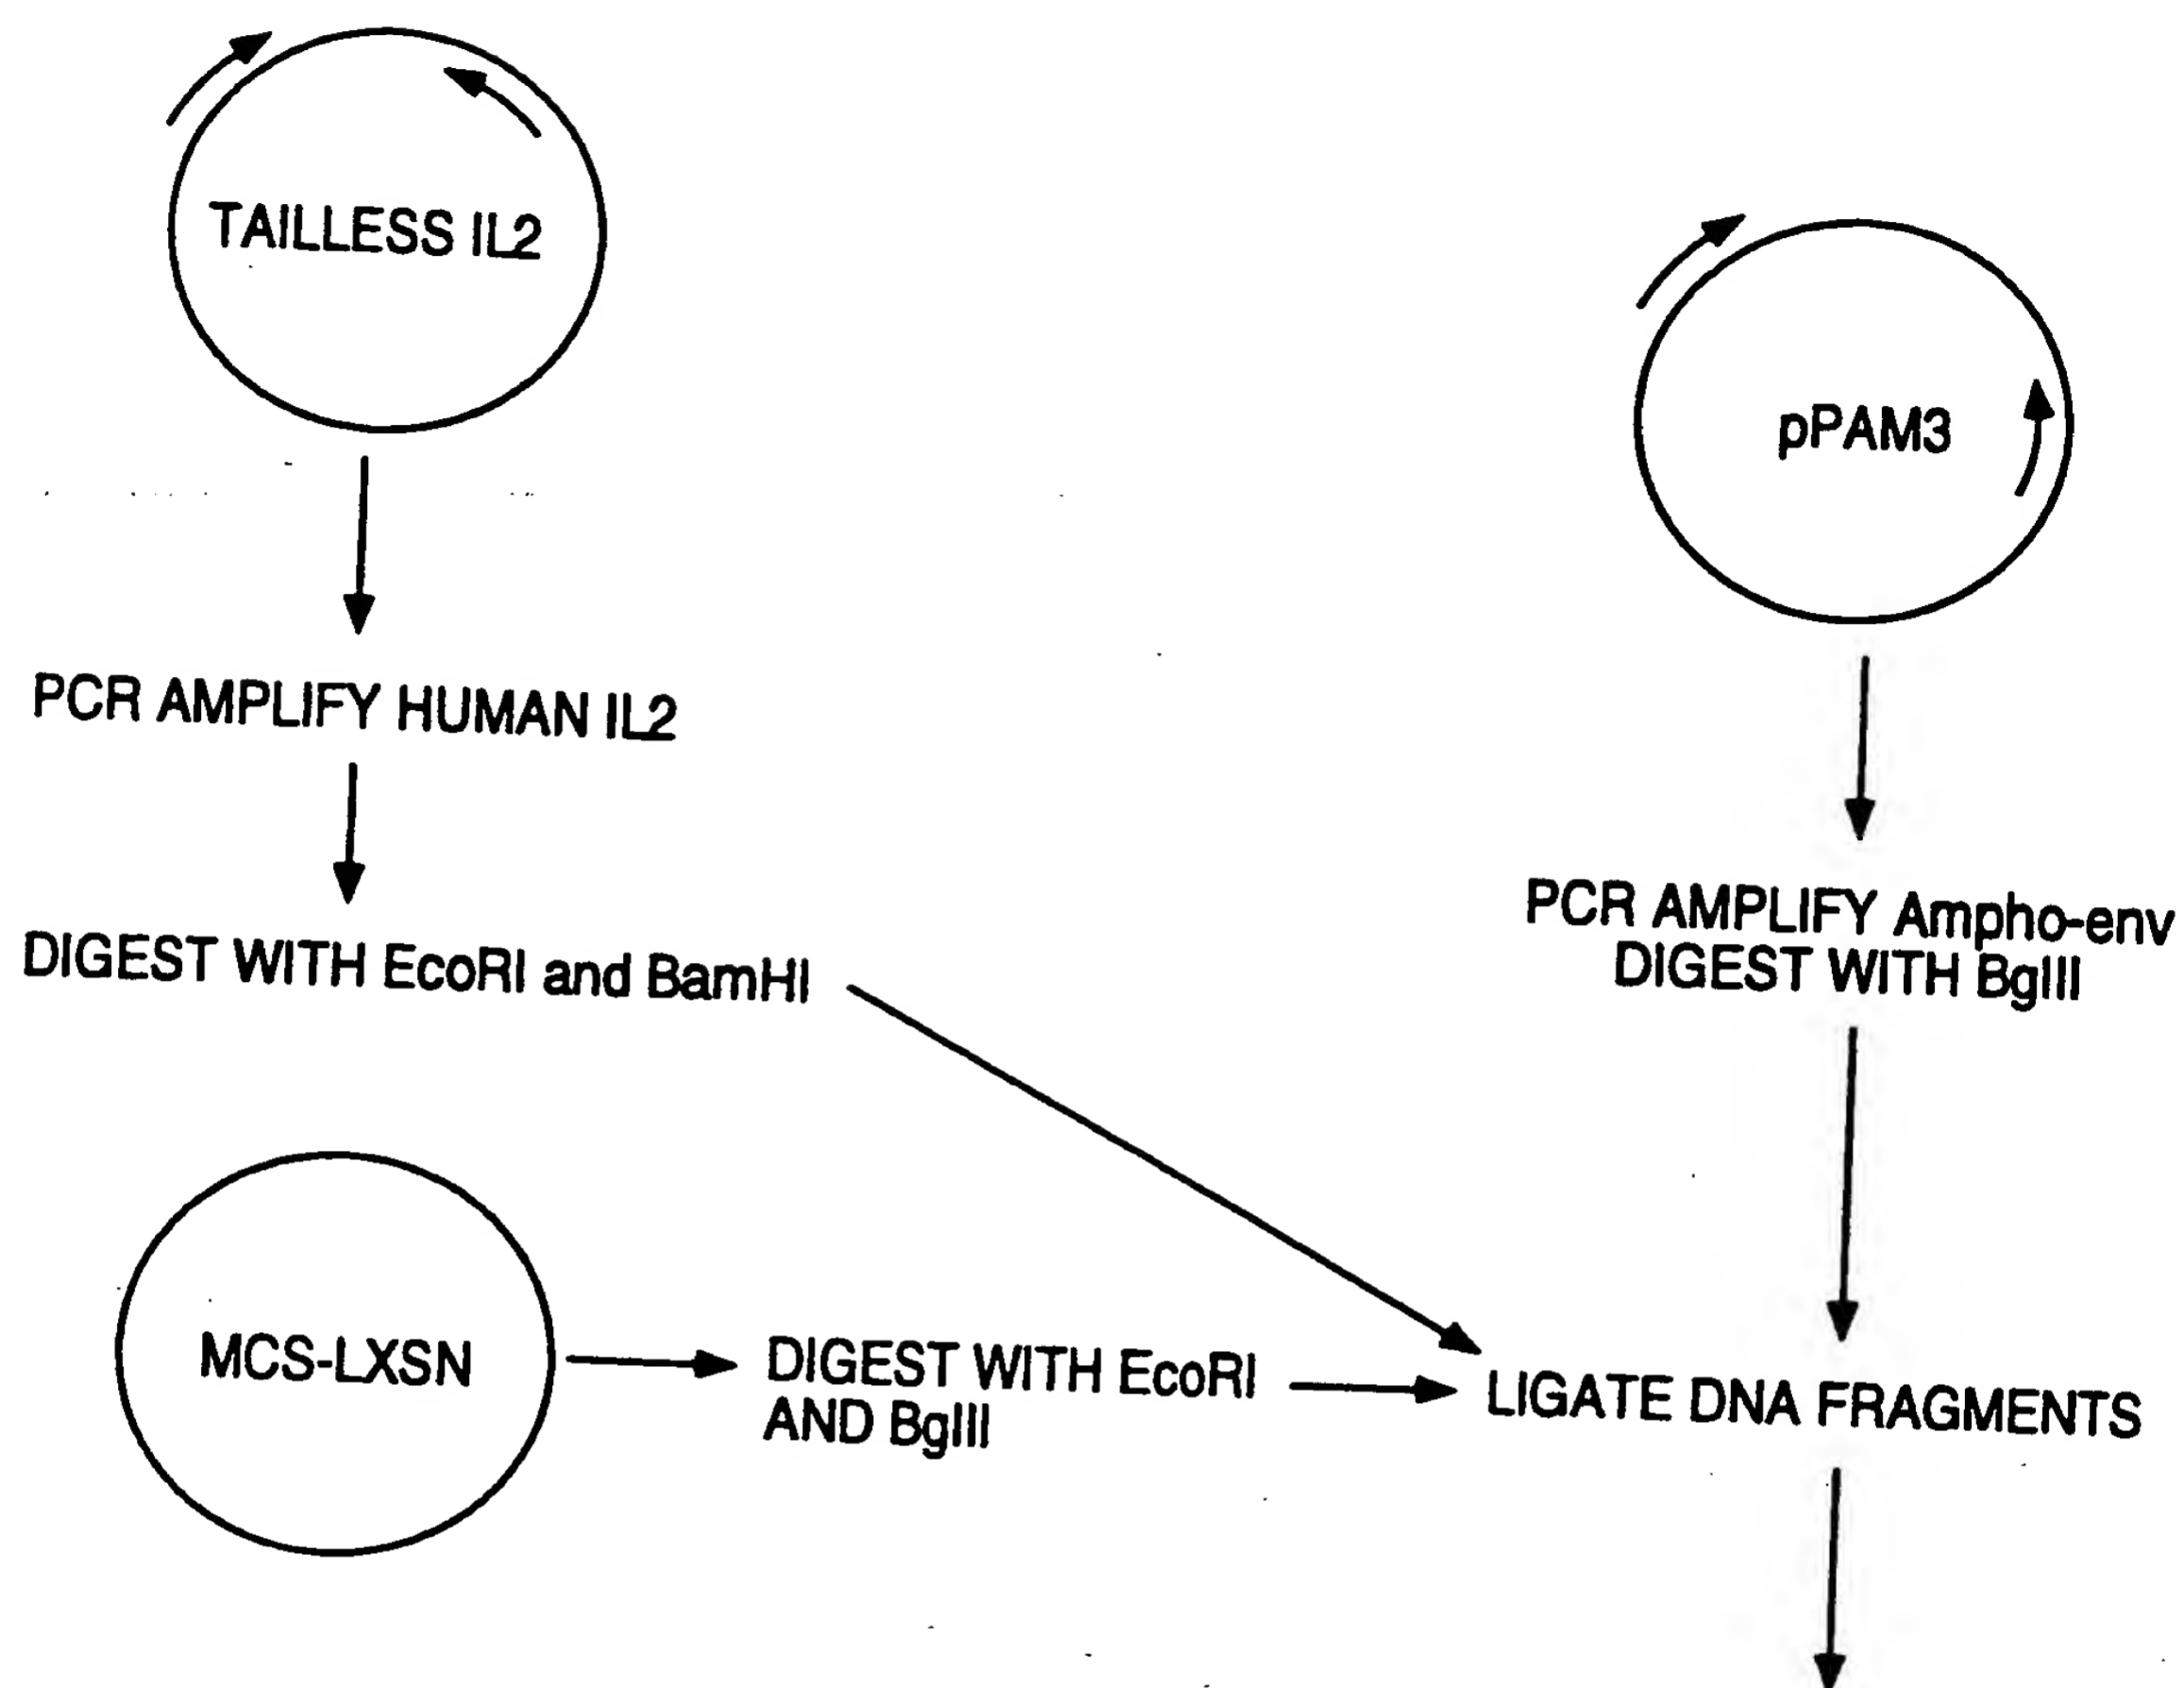 TAILLESS IL2
pPAM3
PCR AMPLIFY HUMAN IL2
DIGEST WITH EcoRI and BamHI
PCR AMPLIFY Ampho-env
DIGEST WITH BglII
MCS-LXSN
DIGEST WITH EcoRI
AND BglII
LIGATE DNA FRAGMENTS